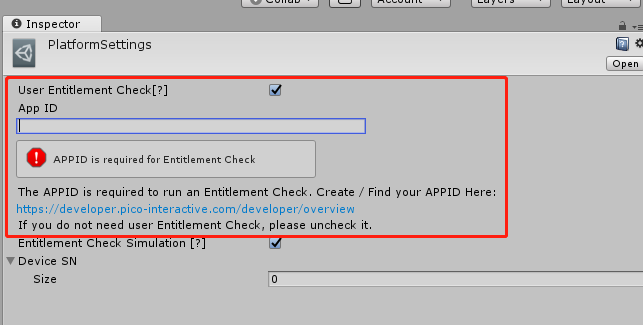 Collab
Account
Layers
Layout
Inspector
PlatformSettings
Open
User Entitlement Check[?]
App ID
APPID is required for Entitlement Check
The APPID is required to run an Entitlement Check. Create / Find your APPID Here:
https://developer.pico-interactive.com/developer/overview
If you do not need user Entitlement Check, please uncheck it.
Entitlement Check Simulation [?]
Device SN
Size
0